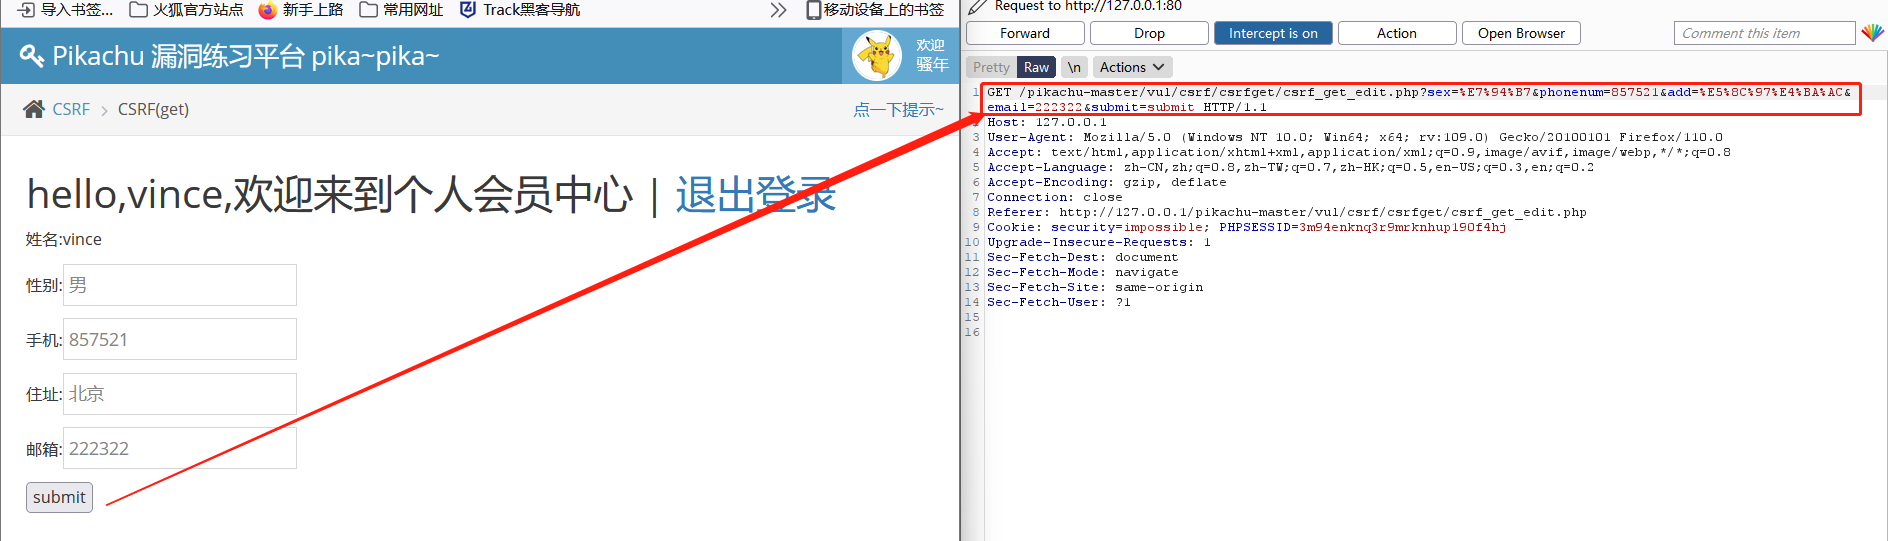 导入书签... 火狐官方站点 新手上路 常用网址 Track黑客导航 移动设备上的书签
Pikachu 漏洞练习平台 pika~pika~
欢迎
骚年
CSRF > CSRF(get)
点一下提示~
hello,vince,欢迎来到个人会员中心 | 退出登录
姓名:vince
性别:男
手机:857521
住址:北京
邮箱:222322
submit
Request to http://127.0.0.1:80
Forward Drop Intercept is on Action Open Browser Comment this item
Pretty Raw \n Actions
1 GET /pikachu-master/vul/csrf/csrfget/csrf_get_edit.php?sex=%E7%94%B7&phonenum=857521&add=%E5%8C%97%E4%BA%AC&
email=222322&submit=submit HTTP/1.1
2 Host: 127.0.0.1
3 User-Agent: Mozilla/5.0 (Windows NT 10.0; Win64; x64; rv:109.0) Gecko/20100101 Firefox/110.0
4 Accept: text/html,application/xhtml+xml,application/xml;q=0.9,image/avif,image/webp,*/*;q=0.8
5 Accept-Language: zh-CN,zh;q=0.8,zh-TW;q=0.7,zh-HK;q=0.5,en-US;q=0.3,en;q=0.2
6 Accept-Encoding: gzip, deflate
7 Connection: close
8 Referer: http://127.0.0.1/pikachu-master/vul/csrf/csrfget/csrf_get_edit.php
9 Cookie: security=impossible; PHPSESSID=3m94enknq3r9mrknhup190f4hj
10 Upgrade-Insecure-Requests: 1
11 Sec-Fetch-Dest: document
12 Sec-Fetch-Mode: navigate
13 Sec-Fetch-Site: same-origin
14 Sec-Fetch-User: ?1
15
16